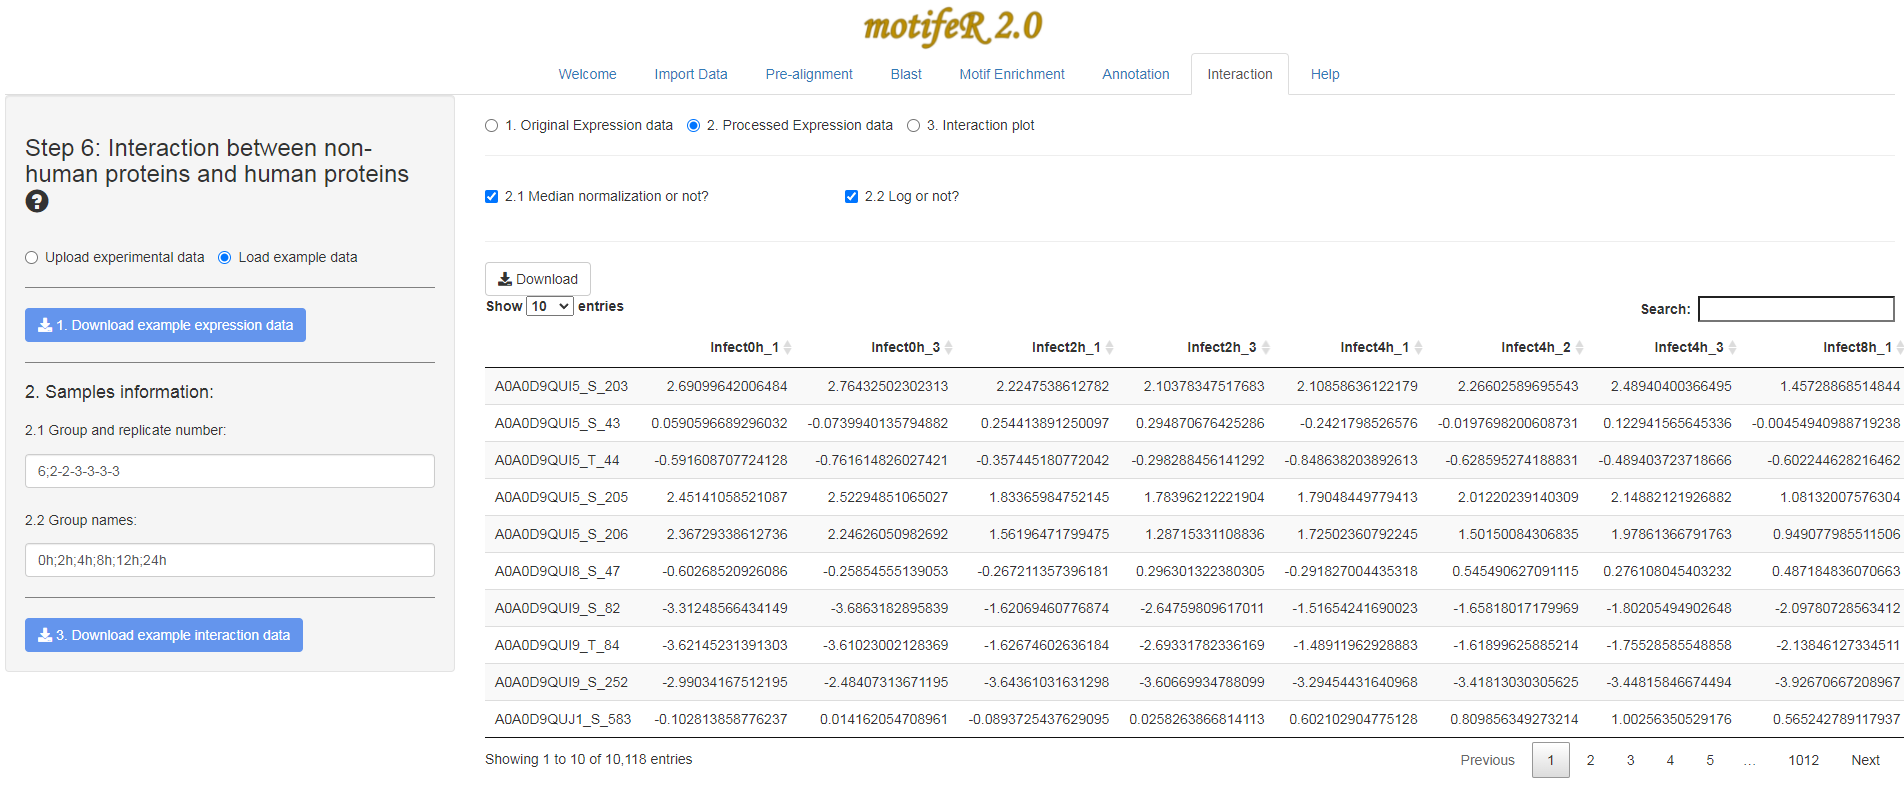 motifeR 2.0
Welcome Import Data Pre-alignment Blast Motif Enrichment Annotation Interaction Help
Step 6: Interaction between non-
human proteins and human proteins
?
Upload experimental data Load example data
1. Download example expression data
2. Samples information:
2.1 Group and replicate number:
6;2-2-3-3-3-3
2.2 Group names:
0h;2h;4h;8h;12h;24h
3. Download example interaction data
1. Original Expression data 2. Processed Expression data 3. Interaction plot
2.1 Median normalization or not? 2.2 Log or not?
Download
Show 10 entries
Search:
Infect0h_1 Infect0h_3 Infect2h_1 Infect2h_3 Infect4h_1 Infect4h_2 Infect4h_3 Infect8h_1
A0A0D9QUI5_S_203 2.69099642006484 2.76432502302313 2.2247538612782 2.10378347517683 2.10858636122179 2.26602589695543 2.48940400366495 1.45728868514844
A0A0D9QUI5_S_43 0.0590596689296032 -0.0739940135794882 0.254413891250097 0.294870676425286 -0.2421798526576 -0.0197698200608731 0.122941565645336 -0.00454940988719238
A0A0D9QUI5_T_44 -0.591608707724128 -0.761614826027421 -0.357445180772042 -0.298288456141292 -0.848638203892613 -0.628595274188831 -0.489403723718666 -0.602244628216462
A0A0D9QUI5_S_205 2.45141058521087 2.52294851065027 1.83365984752145 1.78396212221904 1.79048449779413 2.01220239140309 2.14882121926882 1.08132007576304
A0A0D9QUI5_S_206 2.36729338612736 2.24626050982692 1.56196471799475 1.28715331108836 1.72502360792245 1.50150084306835 1.97861366791763 0.949077985511506
A0A0D9QUI8_S_47 -0.60268520926086 -0.25854555139053 -0.267211357396181 0.296301322380305 -0.291827004435318 0.545490627091115 0.276108045403232 0.487184836070663
A0A0D9QUI9_S_82 -3.31248566434149 -3.6863182895839 -1.62069460776874 -2.64759809617011 -1.51654241690023 -1.65818017179969 -1.80205494902648 -2.09780728563412
A0A0D9QUI9_T_84 -3.62145231391303 -3.61023002128369 -1.62674602636184 -2.69331782336169 -1.48911962928883 -1.61899625885214 -1.75528585548858 -2.13846127334511
A0A0D9QUI9_S_252 -2.99034167512195 -2.48407313671195 -3.64361031631298 -3.60669934788099 -3.29454431640968 -3.41813030305625 -3.44815846674494 -3.92670667208967
A0A0D9QUJ1_S_583 -0.102813858776237 0.014162054708961 -0.0893725437629095 0.0258263866814113 0.602102904775128 0.809856349273214 1.00256350529176 0.565242789117937
Showing 1 to 10 of 10,118 entries
Previous 1 2 3 4 5 … 1012 Next